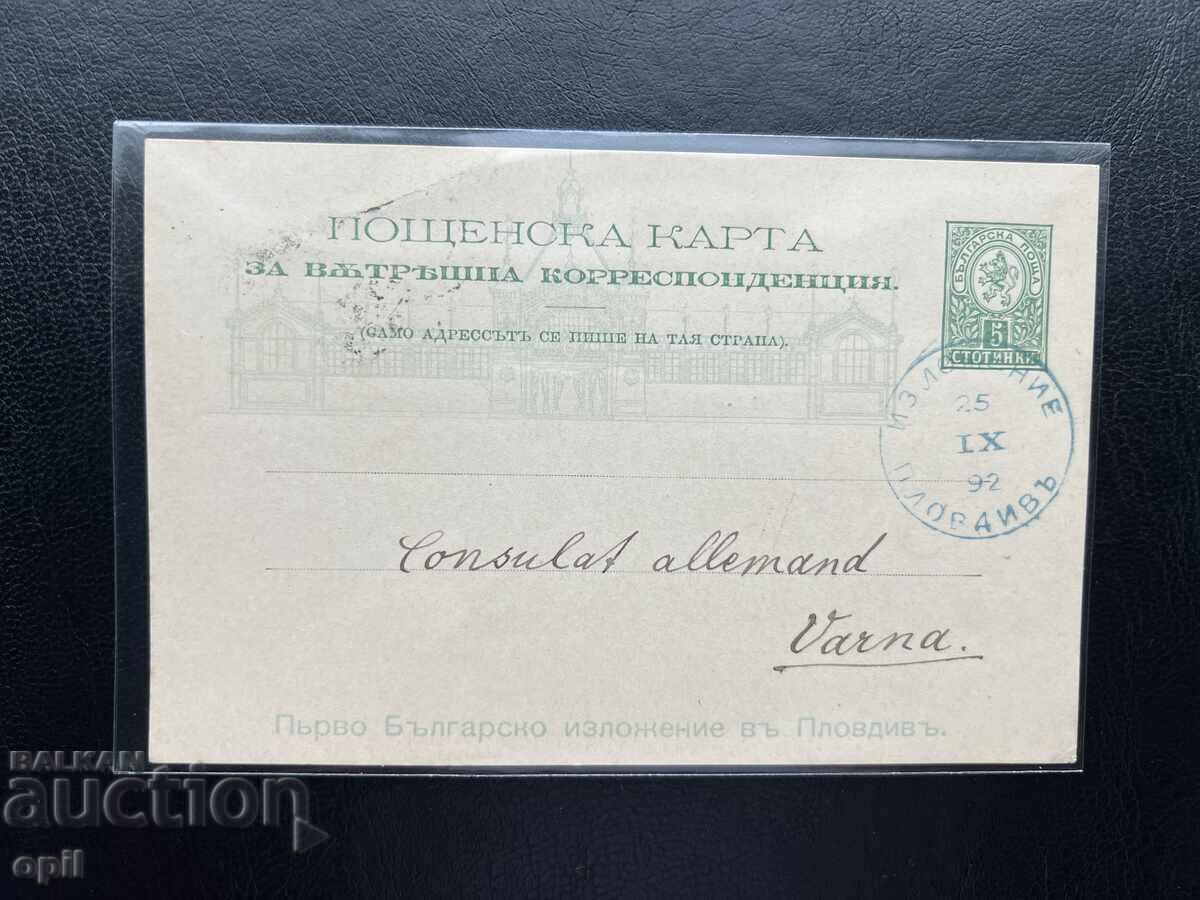 ПОЩЕНСКА КАРТА
ЗА ВѪТРѢШНА КОРРЕСПОНДЕНЦИЯ.
(САМО АДРЕССЪТЪ СЕ ПИШЕ НА ТАЯ СТРАНА).
БЪЛГАРСКА ПОЩА
5
СТОТИНКИ
ИЗЛОЖЕНИЕ
25
IX
92
ПЛОВДИВЪ
Consulat allemand
Varna.
Първо Българско изложение въ Пловдивъ.
BALKAN
auction
opil